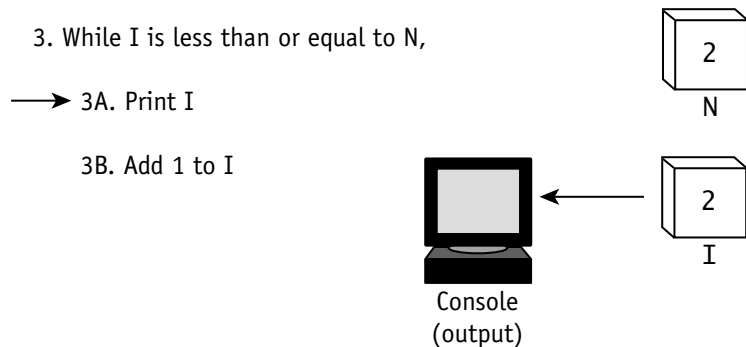 3. While I is less than or equal to N,
2
N
3A. Print I
3B. Add 1 to I
2
I
Console
(output)